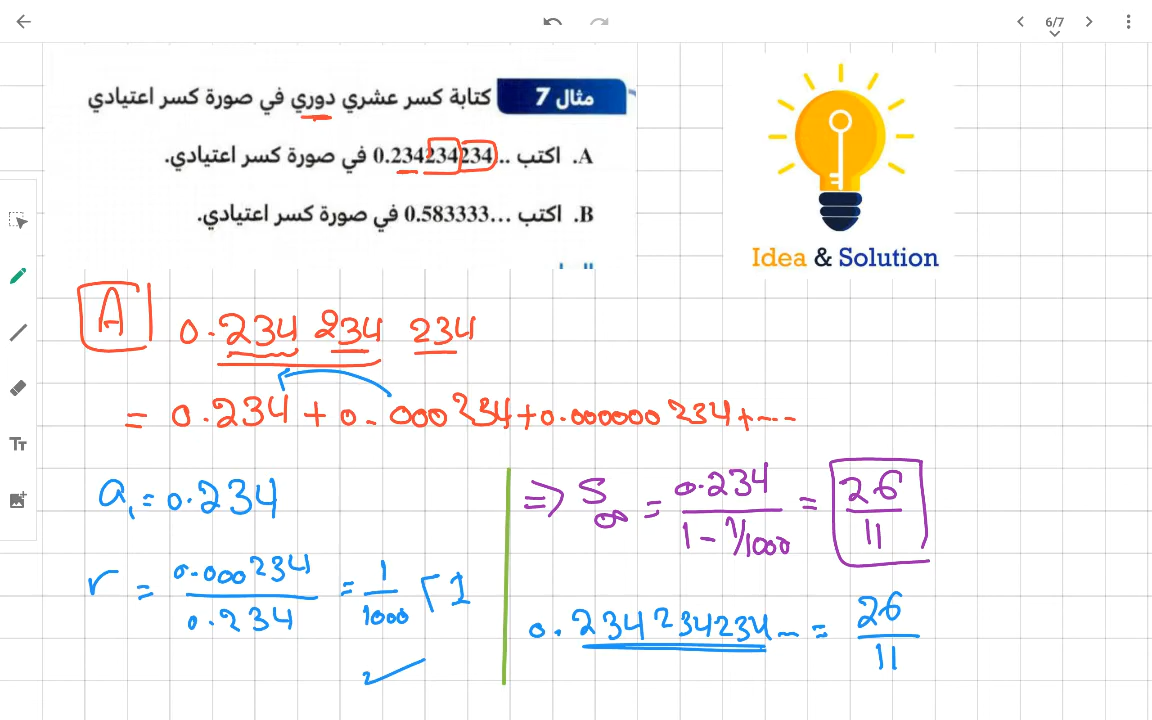 6/7
مثال 7 كتابة كسر عشري دوري في صورة كسر اعتيادي
A. اكتب ..0.234234234 في صورة كسر اعتيادي.
B. اكتب ...0.583333 في صورة كسر اعتيادي.
Idea & Solution
Tт
A 0.234 234 234
= 0.234 + 0.000234 + 0.000000234 + ....
a₁ = 0.234
r = 0.000234/0.234 = 1/1000 < 1
=> S∞ = 0.234/(1 - 1/1000) = 26/11
0.234234234... = 26/11